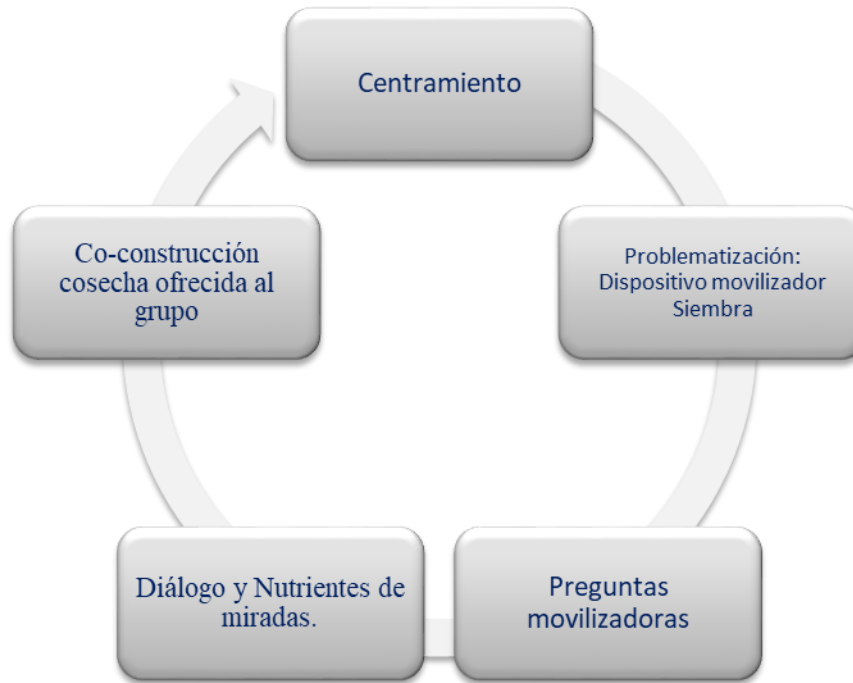 Centramiento
Problematización:
Dispositivo movilizador
Siembra
Preguntas
movilizadoras
Diálogo y Nutrientes de
miradas.
Co-construcción
cosecha ofrecida al
grupo